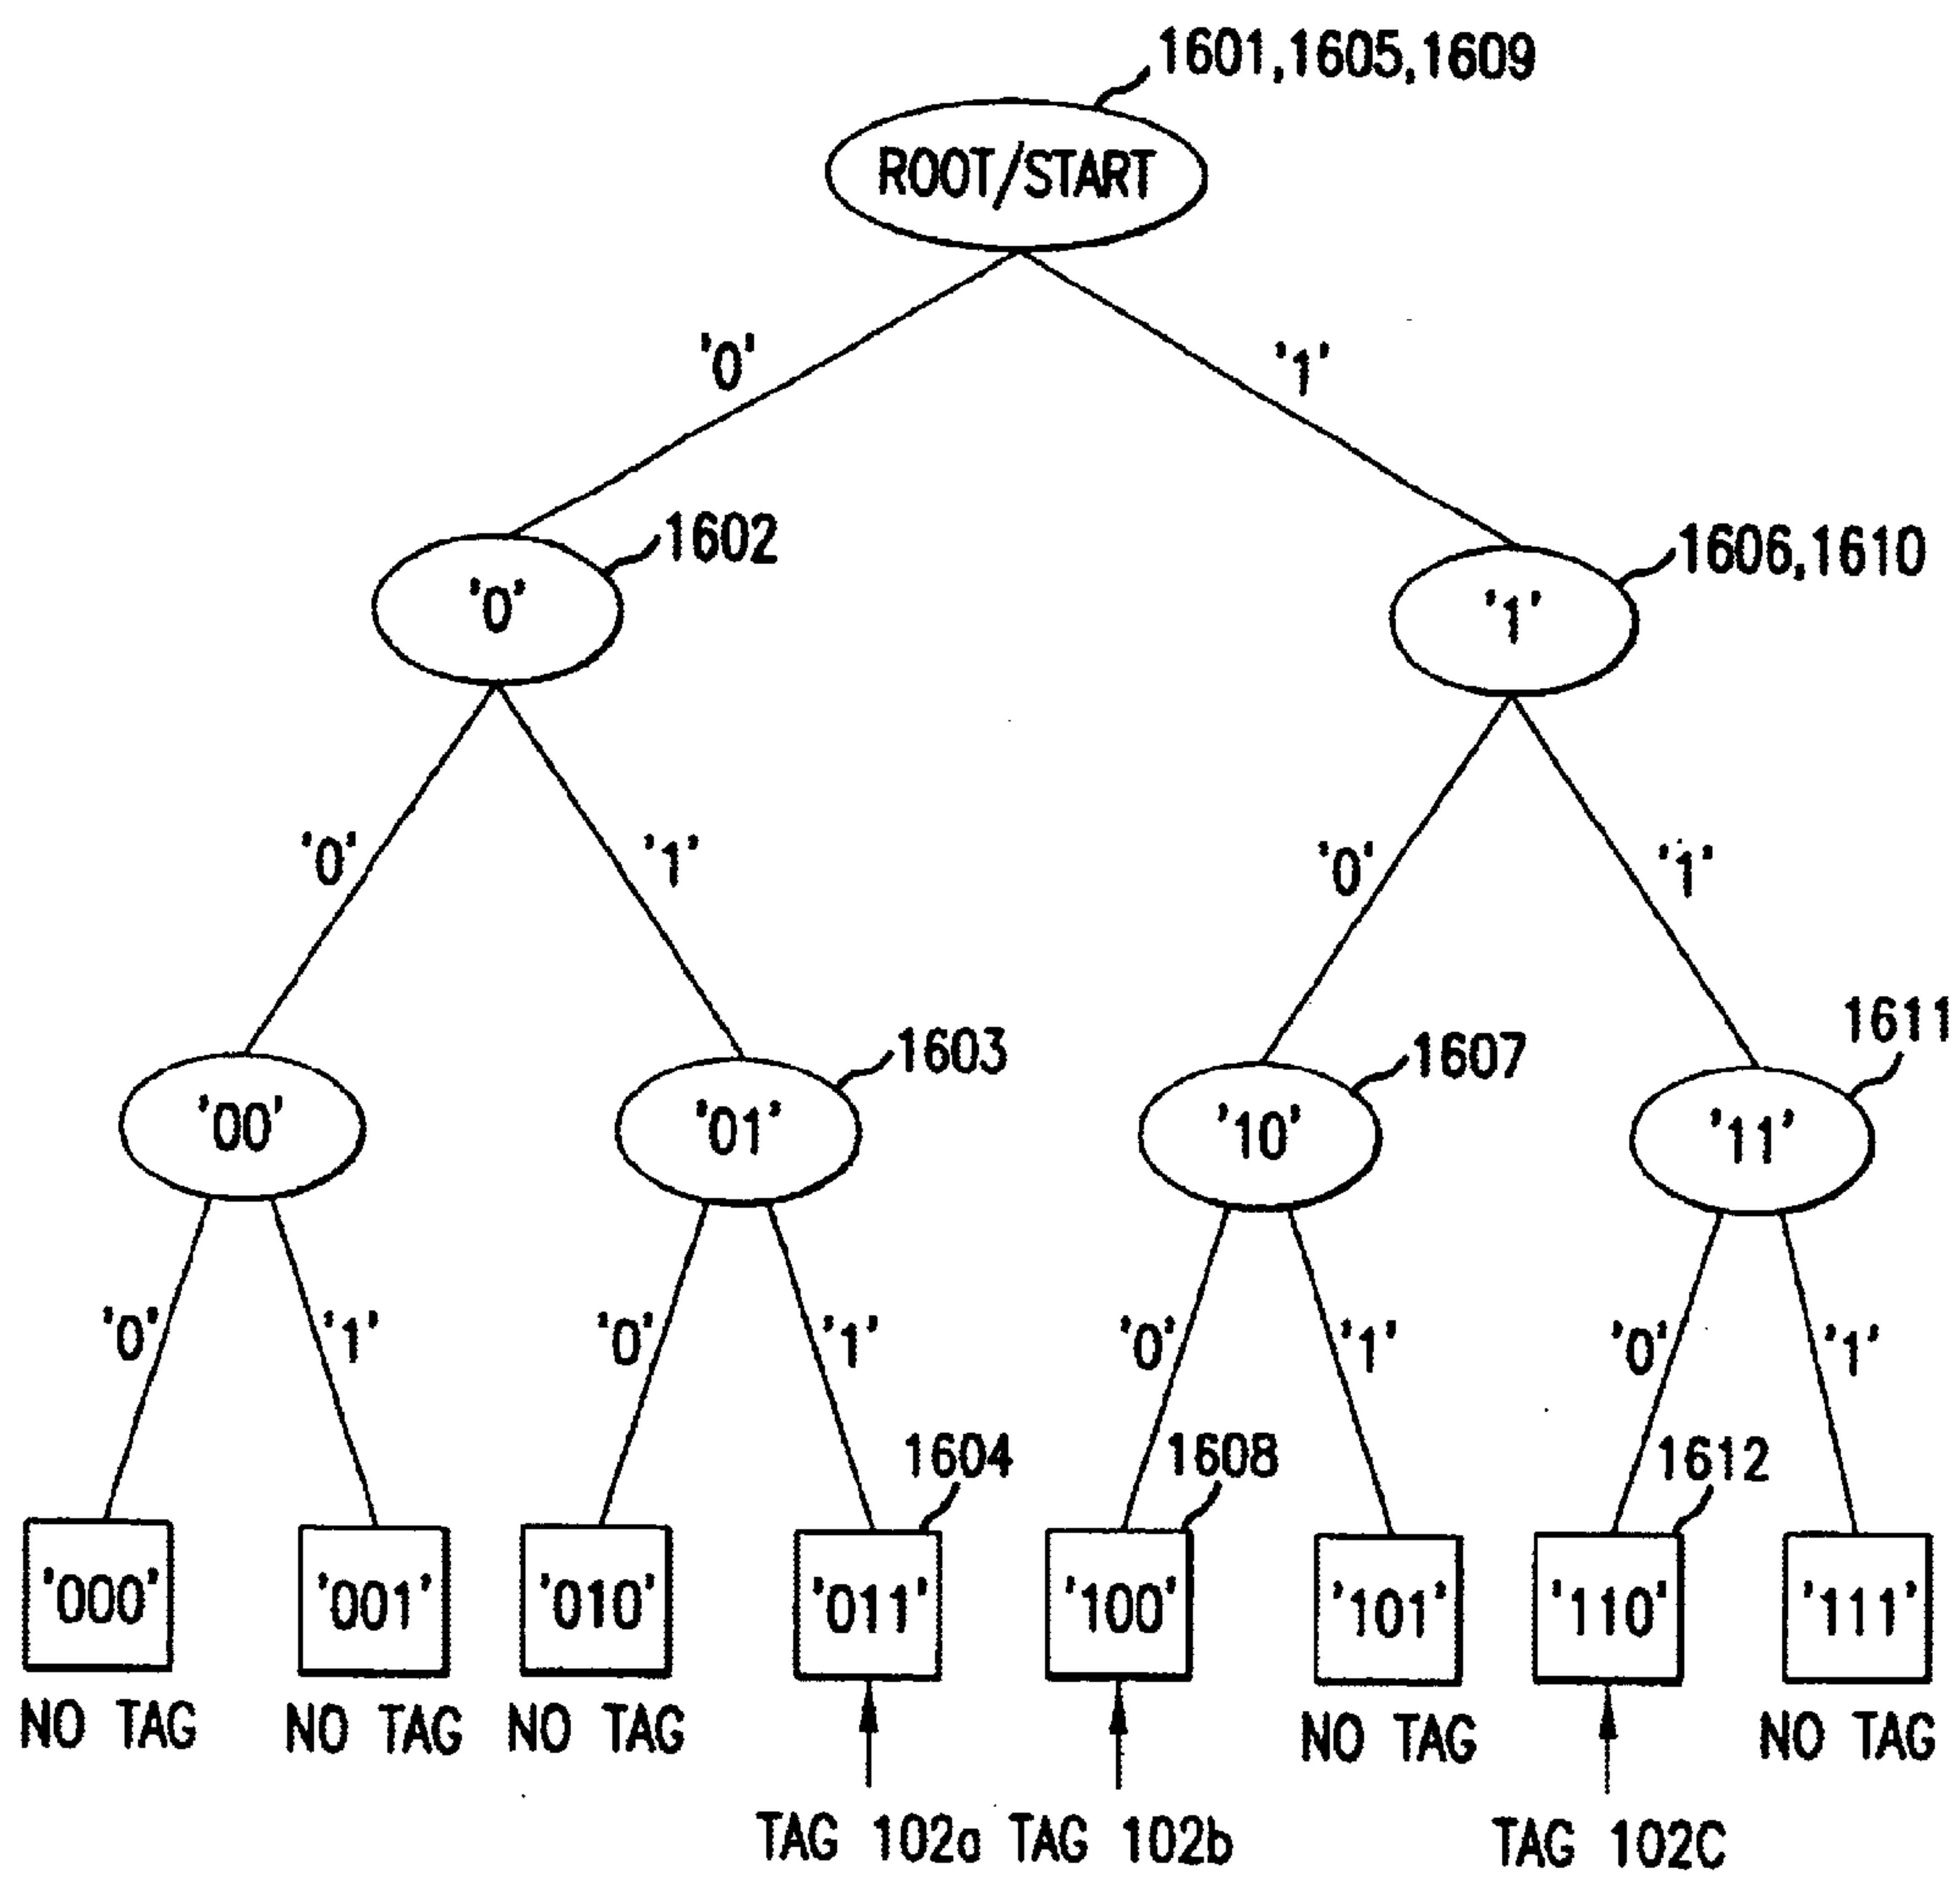 1601,1605,1609
ROOT/START
'0' '1'
1602 1606,1610
'0' '1'
'0' '1' '0' '1'
1603 1607 1611
'00' '01' '10' '11'
'0' '1' '0' '1' '0' '1' '0' '1'
1604 1608 1612
'000' '001' '010' '011' '100' '101' '110' '111'
NO TAG NO TAG NO TAG NO TAG NO TAG
TAG 102a TAG 102b TAG 102C